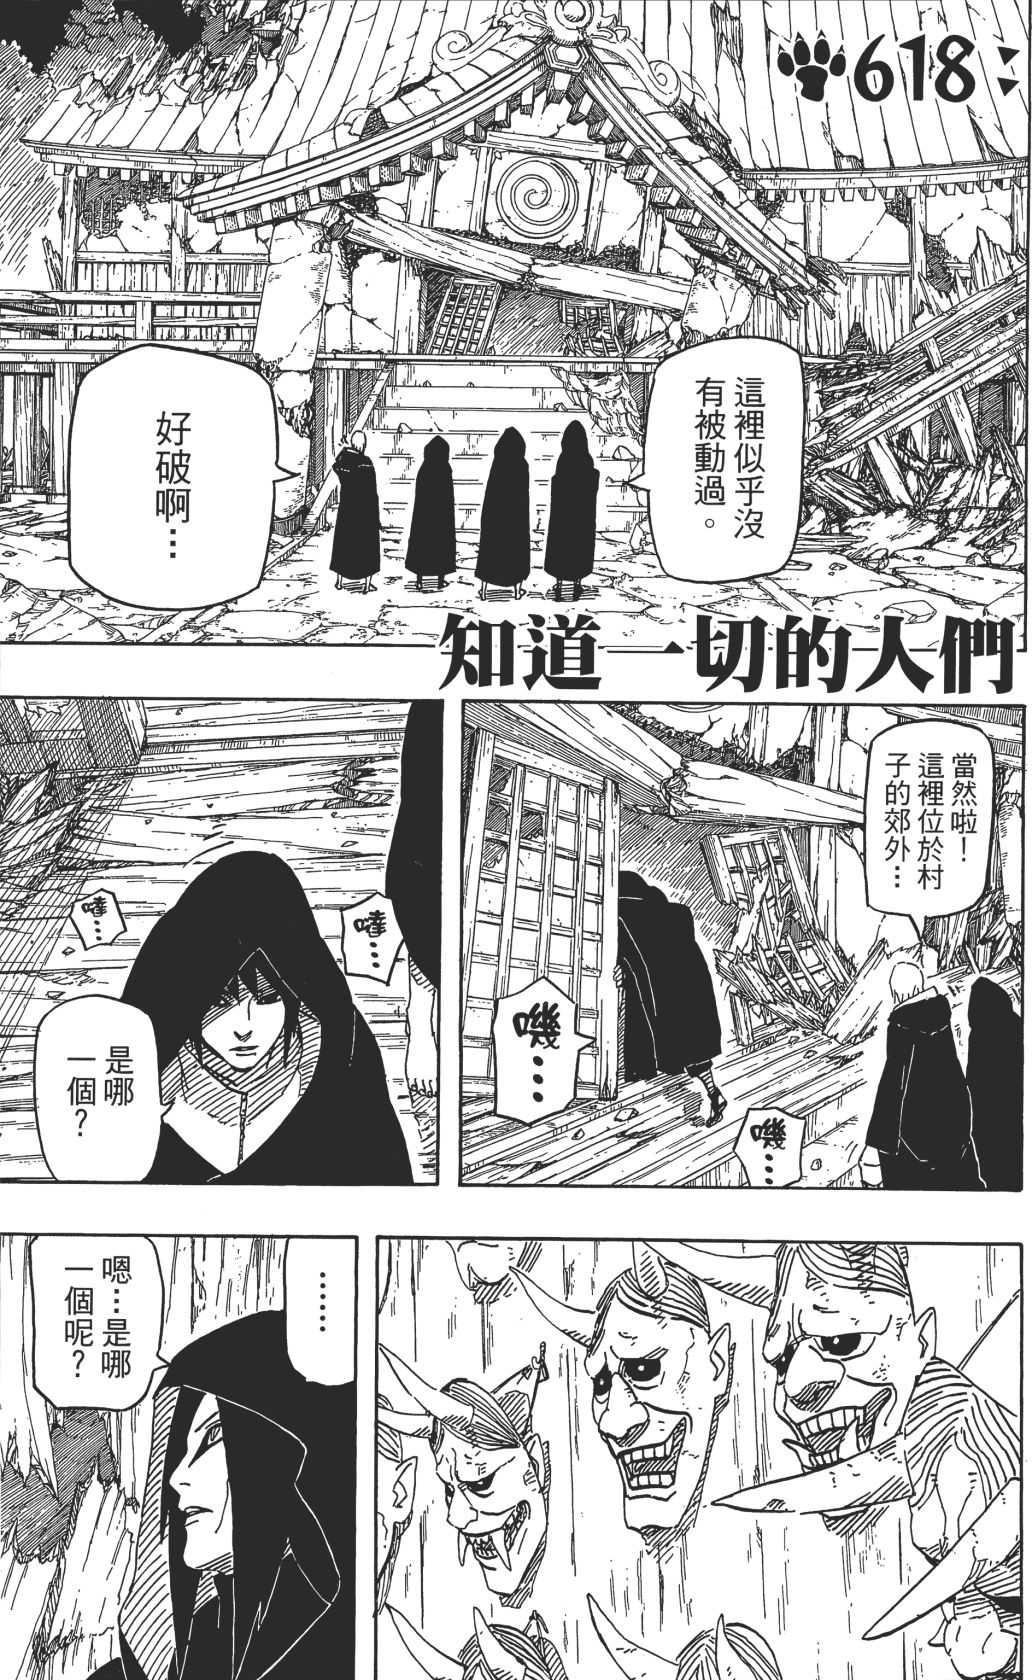 618:
這裡似乎沒
有被動過。
好破啊…
知道一切的人們
當然啦！
這裡位於村
子的郊外…
嘰…
嘰…
噠…
噠…
是哪
一個？
……
嗯…是哪
一個呢？